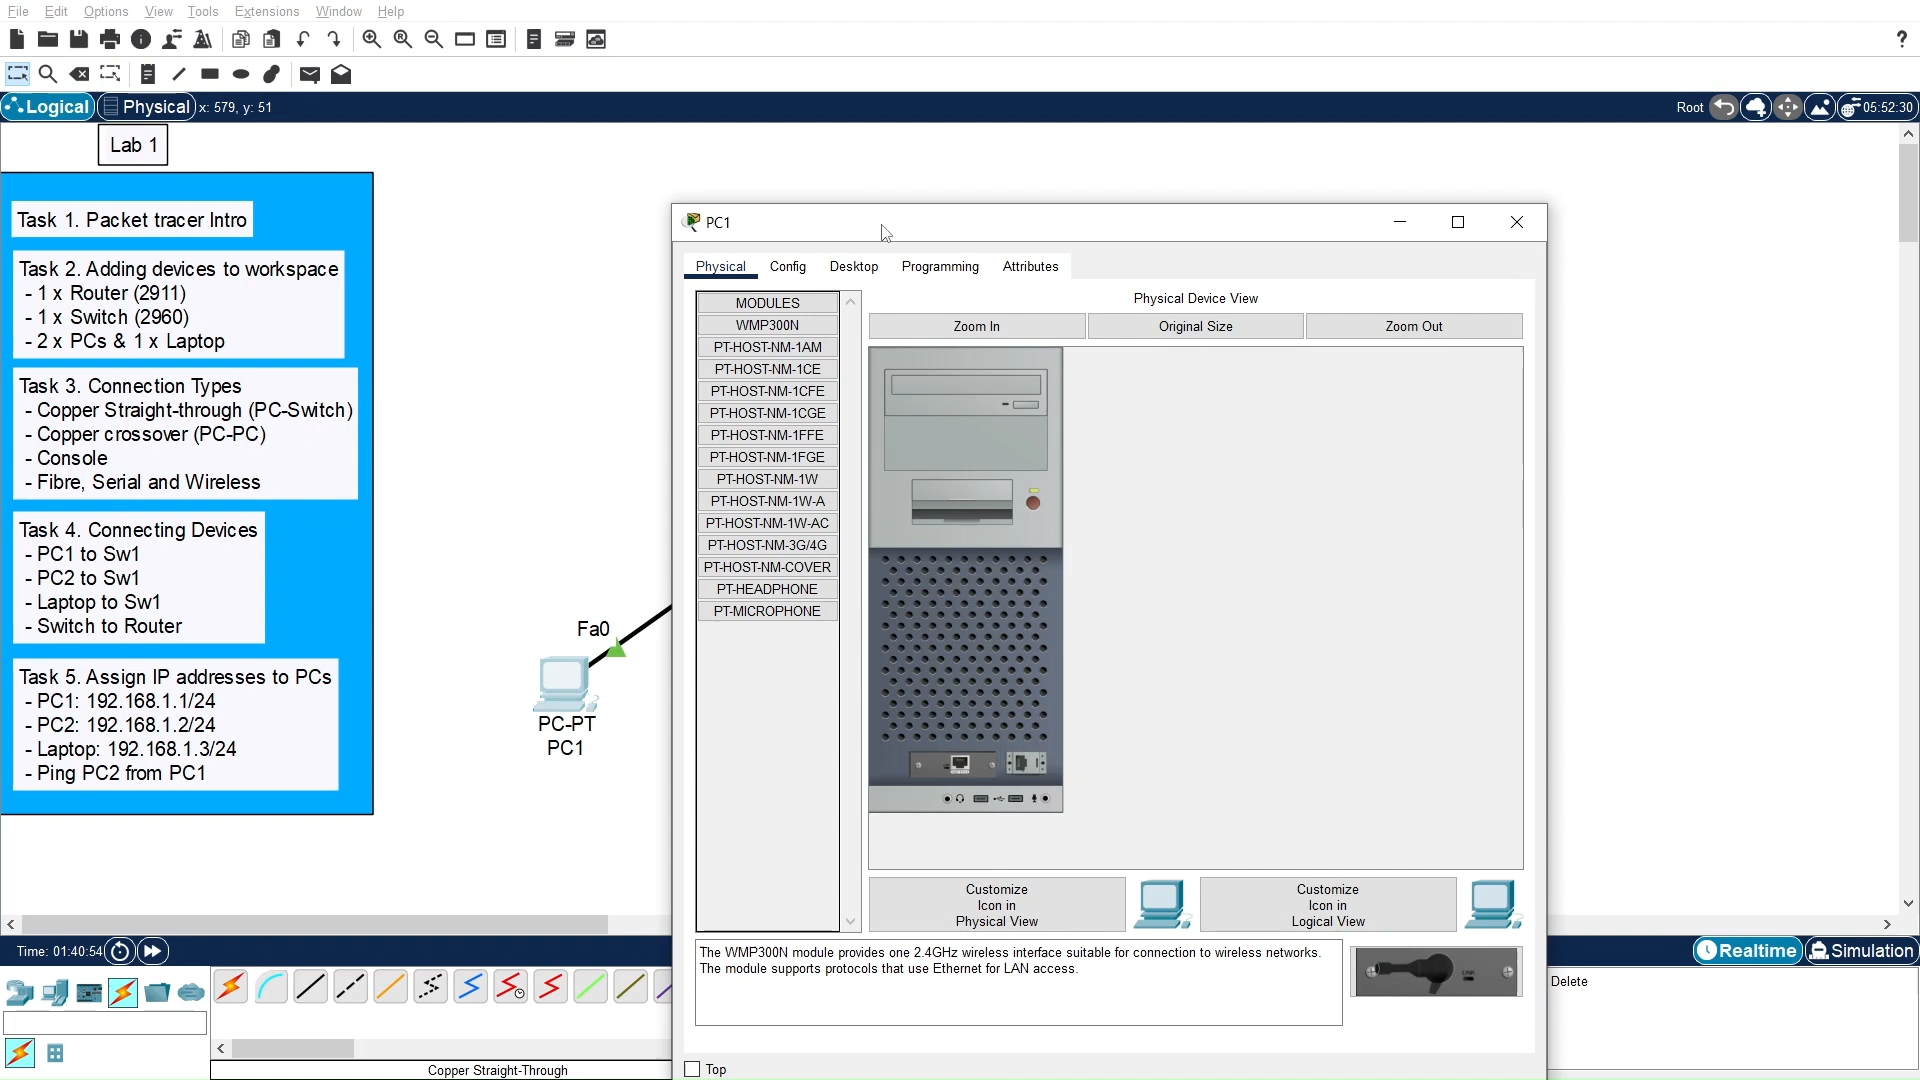 File Edit Options View Tools Extensions Window Help
?
Logical Physical x: 579, y: 51 Root 05:52:30
Lab 1
Task 1. Packet tracer Intro
Task 2. Adding devices to workspace
- 1 x Router (2911)
- 1 x Switch (2960)
- 2 x PCs & 1 x Laptop
Task 3. Connection Types
- Copper Straight-through (PC-Switch)
- Copper crossover (PC-PC)
- Console
- Fibre, Serial and Wireless
Task 4. Connecting Devices
- PC1 to Sw1
- PC2 to Sw1
- Laptop to Sw1
- Switch to Router
Task 5. Assign IP addresses to PCs
- PC1: 192.168.1.1/24
- PC2: 192.168.1.2/24
- Laptop: 192.168.1.3/24
- Ping PC2 from PC1
Fa0
PC-PT
PC1
PC1
Physical Config Desktop Programming Attributes
MODULES
WMP300N
PT-HOST-NM-1AM
PT-HOST-NM-1CE
PT-HOST-NM-1CFE
PT-HOST-NM-1CGE
PT-HOST-NM-1FFE
PT-HOST-NM-1FGE
PT-HOST-NM-1W
PT-HOST-NM-1W-A
PT-HOST-NM-1W-AC
PT-HOST-NM-3G/4G
PT-HOST-NM-COVER
PT-HEADPHONE
PT-MICROPHONE
Physical Device View
Zoom In Original Size Zoom Out
Customize
Icon in
Physical View
Customize
Icon in
Logical View
The WMP300N module provides one 2.4GHz wireless interface suitable for connection to wireless networks.
The module supports protocols that use Ethernet for LAN access.
LINK
Top
Time: 01:40:54
Realtime Simulation
Delete
Copper Straight-Through